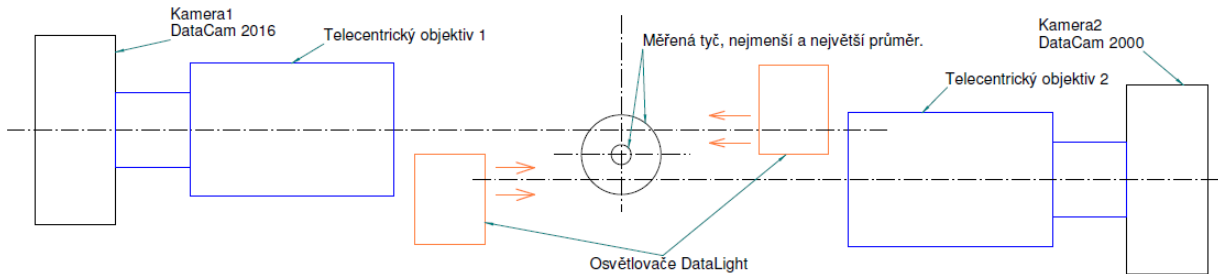 Kamera1
DataCam 2016
Telecentrický objektiv 1
Měřená tyč, nejmenší a největší průměr.
Kamera2
DataCam 2000
Telecentrický objektiv 2
Osvětlovače DataLight